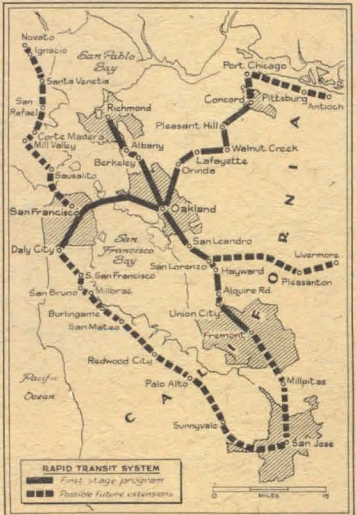 Novato
Ignacio
San Pablo
Bay
Santa Venetia
San
Rafael
Corte Madera
Mill Valley
Sausalito
San Francisco
Daly City
Richmond
Albany
Berkeley
Port Chicago
Concord
Pittsburg
Antioch
Pleasant Hill
Walnut Creek
Lafayette
Orinda
Oakland
San
Francisco
Bay
San Leandro
San Lorenzo
Hayward
Livermore
Pleasanton
Alquire Rd.
Union City
Fremont
S. San Francisco
San Bruno
Millbrae
Burlingame
San Mateo
Redwood City
Palo Alto
Sunnyvale
Millpitas
San Jose
Pacific
Ocean
CALIFORNIA
RAPID TRANSIT SYSTEM
First stage program
Possible future extensions
0
MILES
15